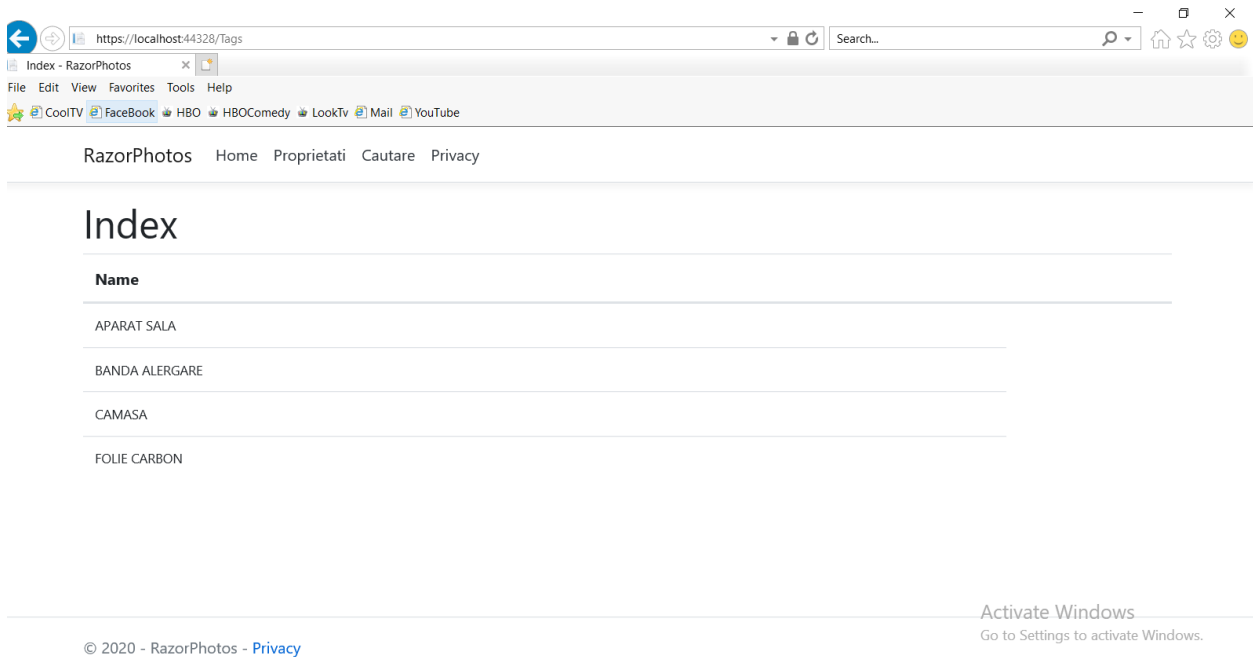 https://localhost:44328/Tags
Search...
Index - RazorPhotos
File Edit View Favorites Tools Help
CoolTV FaceBook HBO HBOComedy LookTv Mail YouTube
RazorPhotos Home Proprietati Cautare Privacy
Index
Name
APARAT SALA
BANDA ALERGARE
CAMASA
FOLIE CARBON
Activate Windows
Go to Settings to activate Windows.
© 2020 - RazorPhotos - Privacy